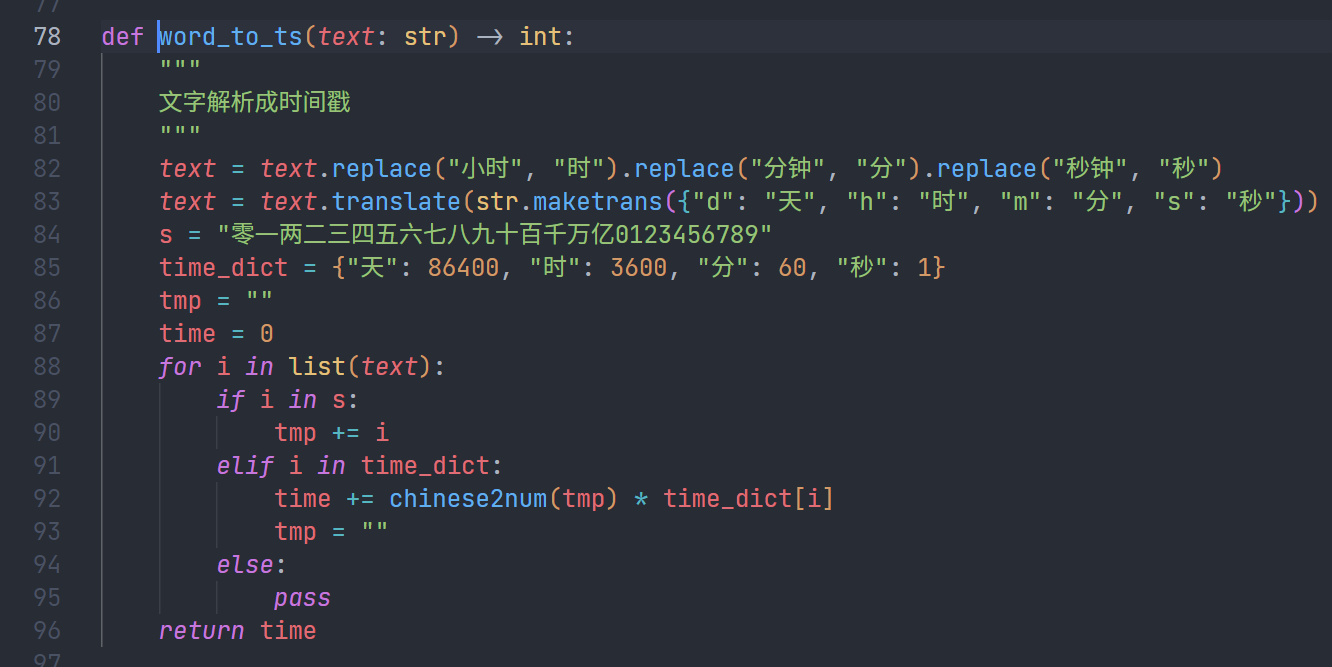 77
78 def word_to_ts(text: str) -> int:
79     """
80     文字解析成时间戳
81     """
82     text = text.replace("小时", "时").replace("分钟", "分").replace("秒钟", "秒")
83     text = text.translate(str.maketrans({"d": "天", "h": "时", "m": "分", "s": "秒"}))
84     s = "零一两二三四五六七八九十百千万亿0123456789"
85     time_dict = {"天": 86400, "时": 3600, "分": 60, "秒": 1}
86     tmp = ""
87     time = 0
88     for i in list(text):
89         if i in s:
90             tmp += i
91         elif i in time_dict:
92             time += chinese2num(tmp) * time_dict[i]
93             tmp = ""
94         else:
95             pass
96     return time
97